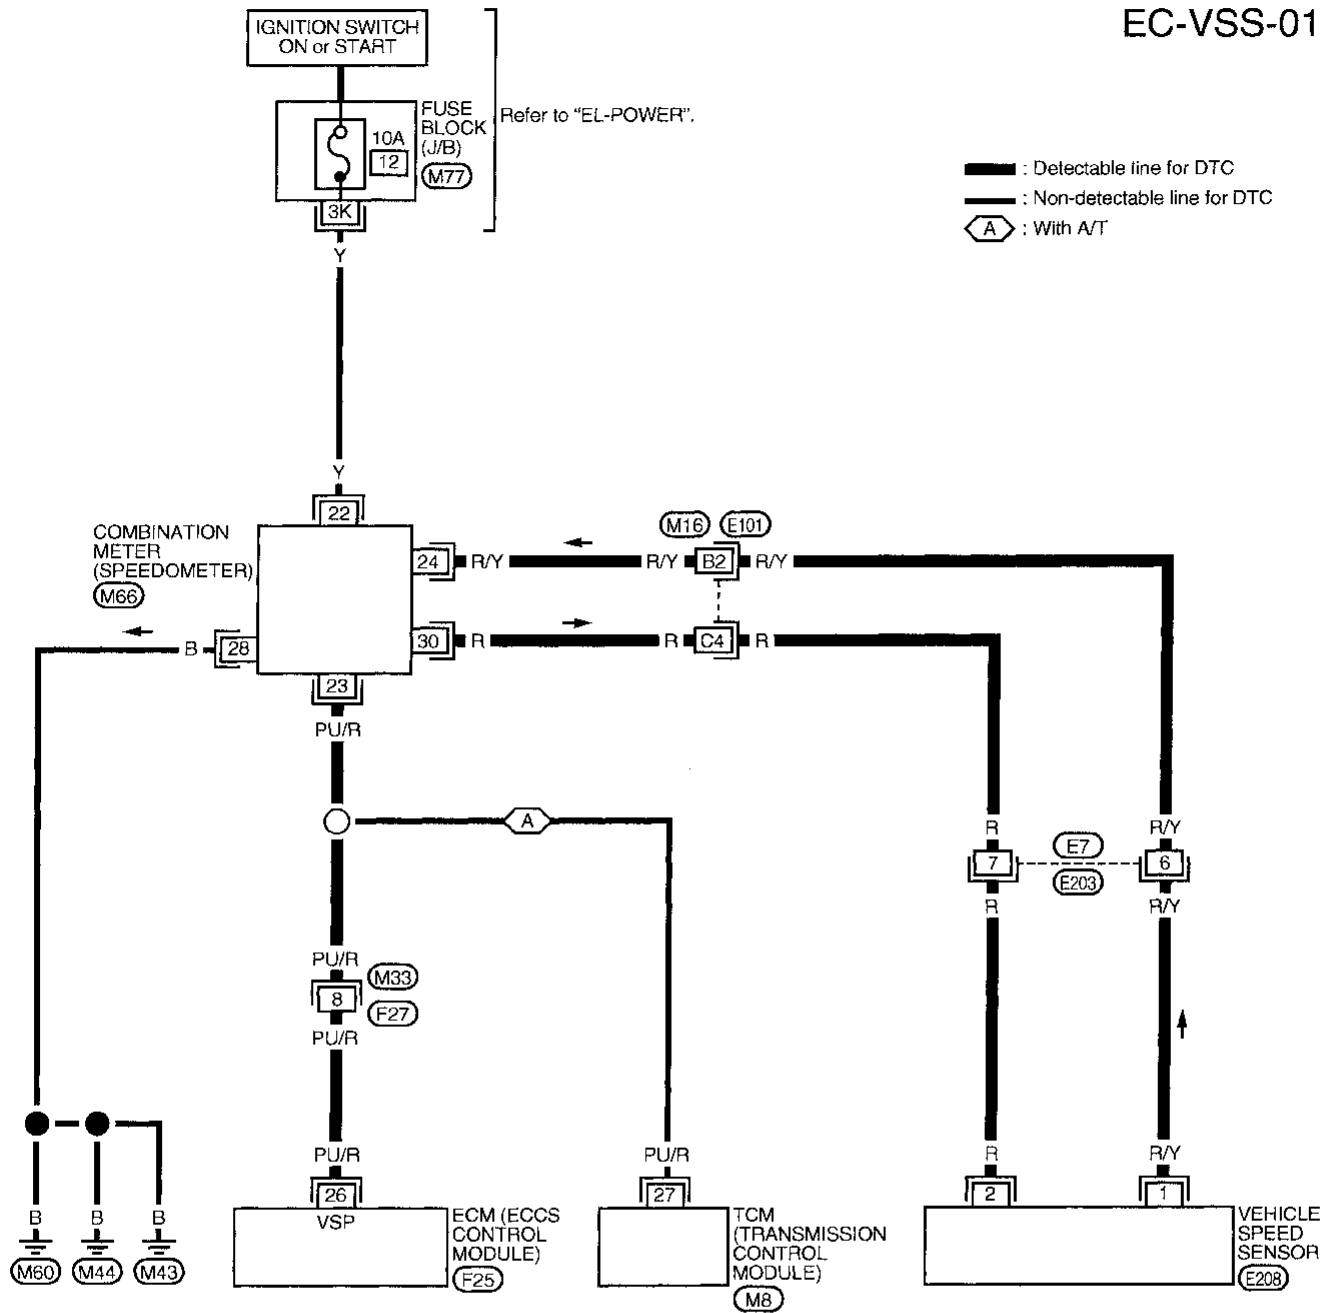 EC-VSS-01
IGNITION SWITCH
ON or START
FUSE
BLOCK
(J/B)
M77
10A
12
3K
Refer to "EL-POWER".
: Detectable line for DTC
: Non-detectable line for DTC
A : With A/T
Y
Y
22
COMBINATION
METER
(SPEEDOMETER)
M66
M16 E101
24 R/Y R/Y B2 R/Y
30 R R C4 R
B 28
23
PU/R
A
R R/Y
7 E7 6
E203
R R/Y
PU/R
M33
8
F27
PU/R
PU/R PU/R R R/Y
26 27 2 1
VSP
B B B
M60 M44 M43
ECM (ECCS
CONTROL
MODULE)
F25
TCM
(TRANSMISSION
CONTROL
MODULE)
M8
VEHICLE
SPEED
SENSOR
E208